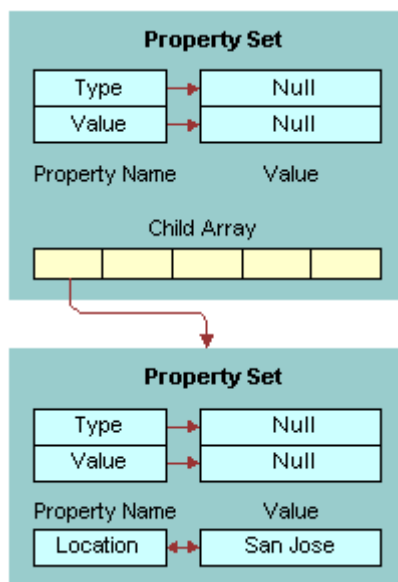 Property Set
Type Null
Value Null
Property Name Value
Child Array
Property Set
Type Null
Value Null
Property Name Value
Location San Jose